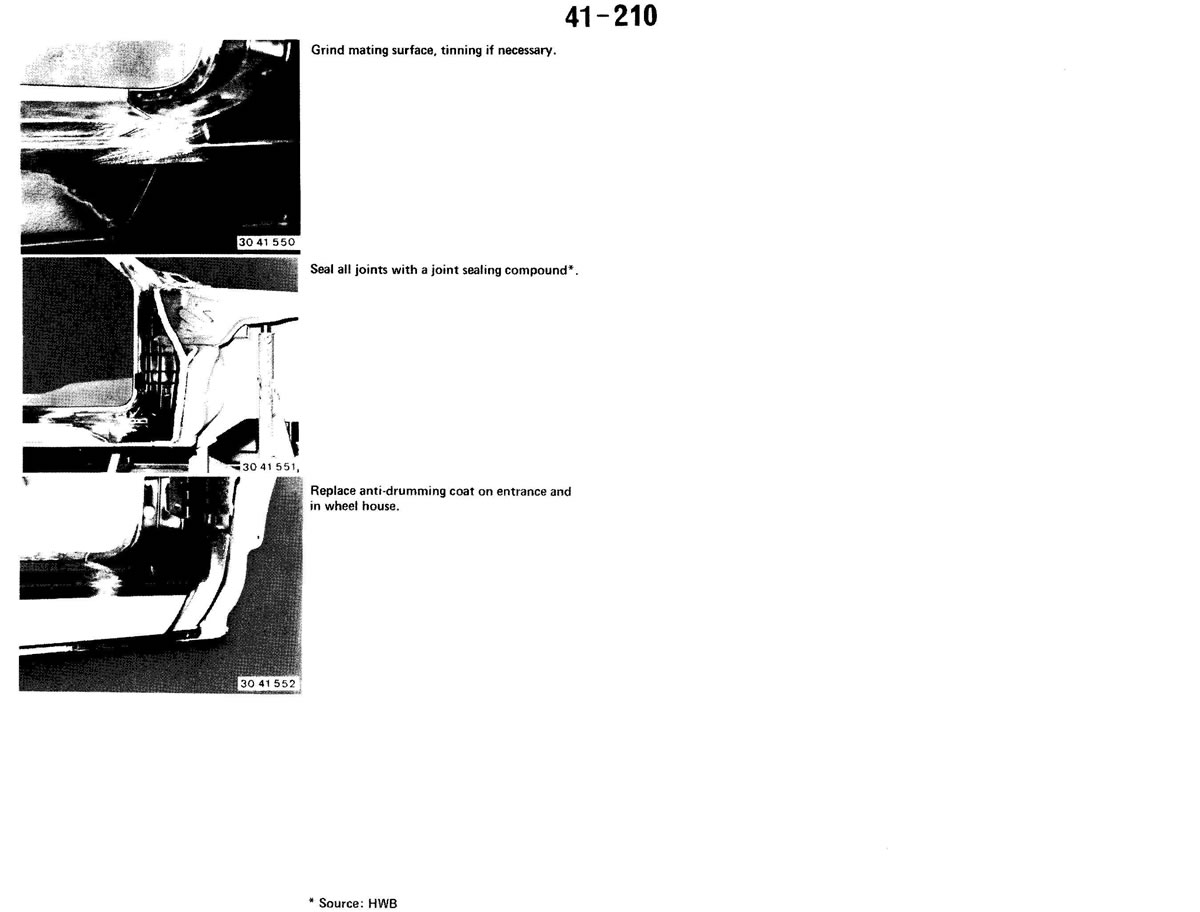 41-210
Grind mating surface, tinning if necessary.
30 41 550
Seal all joints with a joint sealing compound*.
30 41 551
Replace anti-drumming coat on entrance and
in wheel house.
30 41 552
* Source: HWB